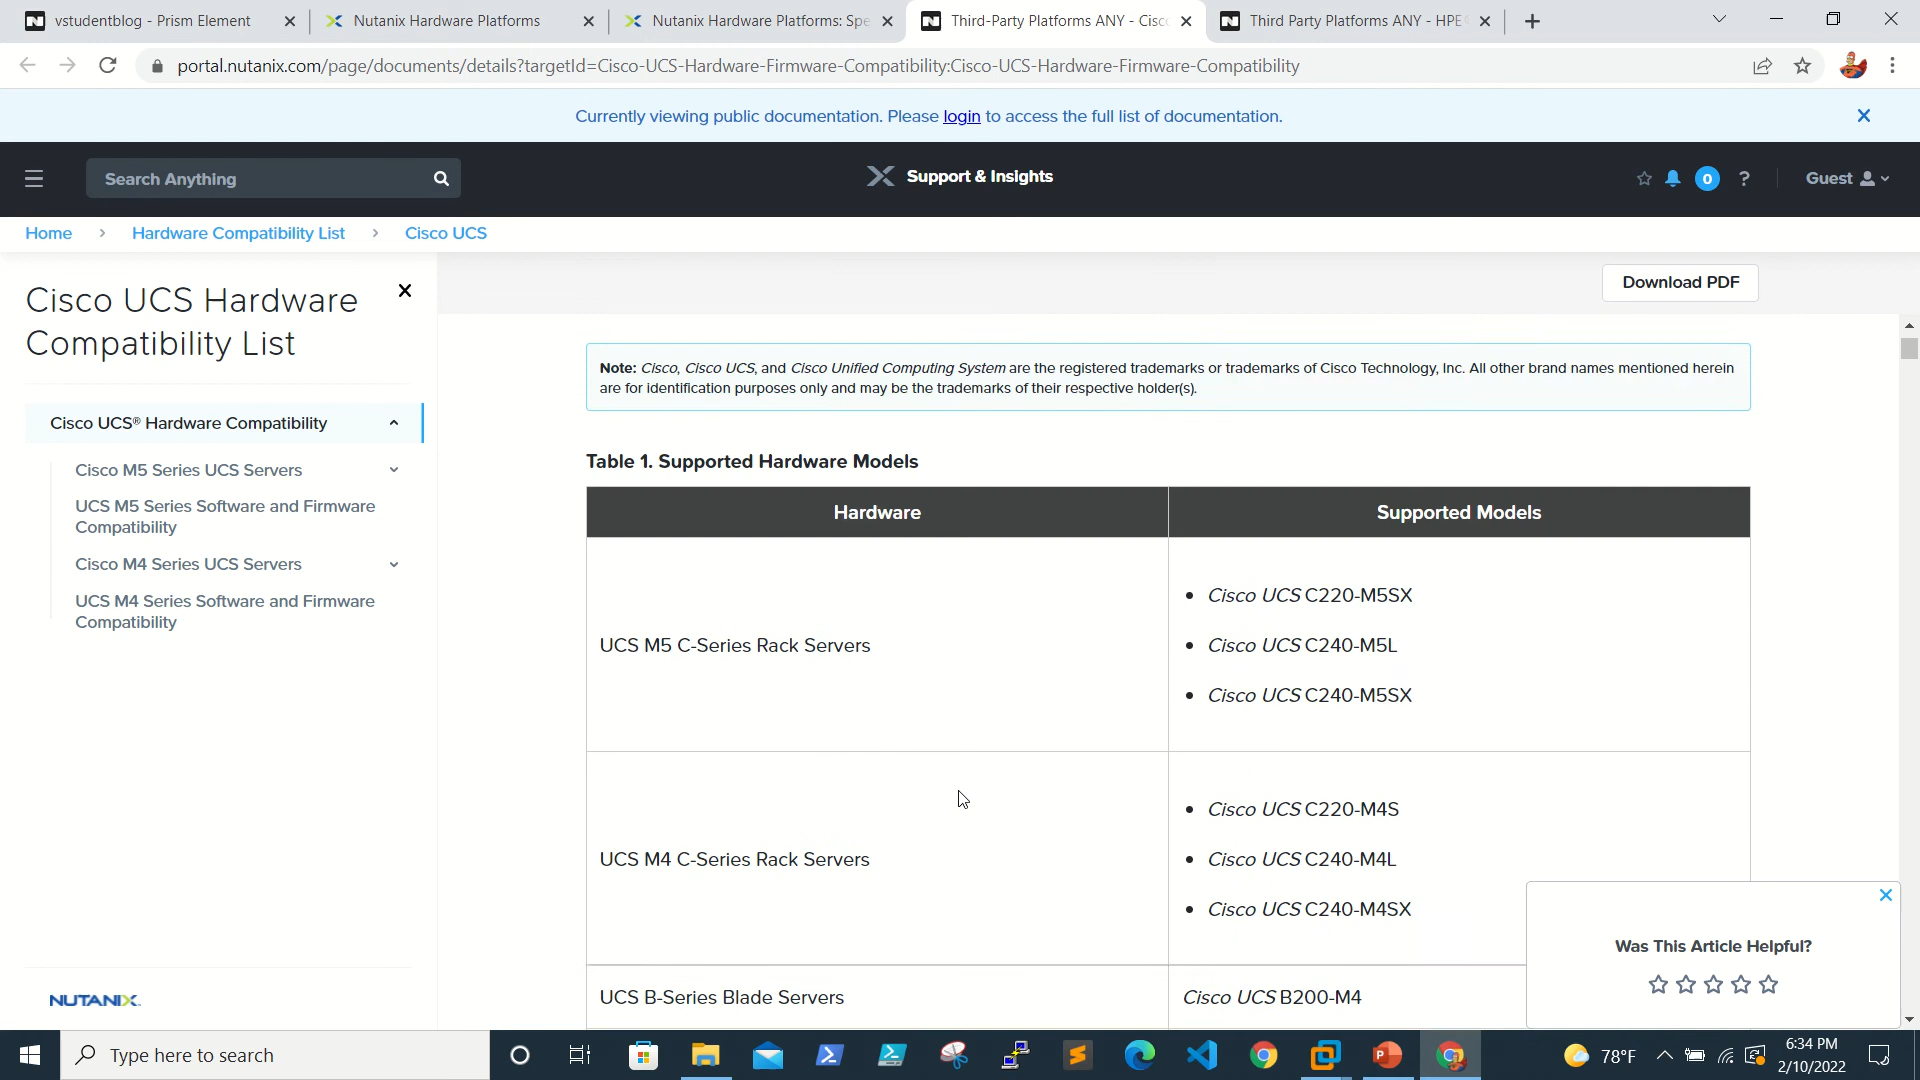 vstudentblog - Prism Element
Nutanix Hardware Platforms
Nutanix Hardware Platforms: Spe
Third-Party Platforms ANY - Cisc
Third Party Platforms ANY - HPE
portal.nutanix.com/page/documents/details?targetId=Cisco-UCS-Hardware-Firmware-Compatibility:Cisco-UCS-Hardware-Firmware-Compatibility
Currently viewing public documentation. Please login to access the full list of documentation.
Search Anything
Support & Insights
0
?
Guest
Home > Hardware Compatibility List > Cisco UCS
Cisco UCS Hardware
Compatibility List
Download PDF
Cisco UCS® Hardware Compatibility
Cisco M5 Series UCS Servers
UCS M5 Series Software and Firmware
Compatibility
Cisco M4 Series UCS Servers
UCS M4 Series Software and Firmware
Compatibility
NUTANIX
Note: Cisco, Cisco UCS, and Cisco Unified Computing System are the registered trademarks or trademarks of Cisco Technology, Inc. All other brand names mentioned herein
are for identification purposes only and may be the trademarks of their respective holder(s).
Table 1. Supported Hardware Models
Hardware
Supported Models
UCS M5 C-Series Rack Servers
• Cisco UCS C220-M5SX
• Cisco UCS C240-M5L
• Cisco UCS C240-M5SX
UCS M4 C-Series Rack Servers
• Cisco UCS C220-M4S
• Cisco UCS C240-M4L
• Cisco UCS C240-M4SX
UCS B-Series Blade Servers
Cisco UCS B200-M4
Was This Article Helpful?
Type here to search
78°F
6:34 PM
2/10/2022